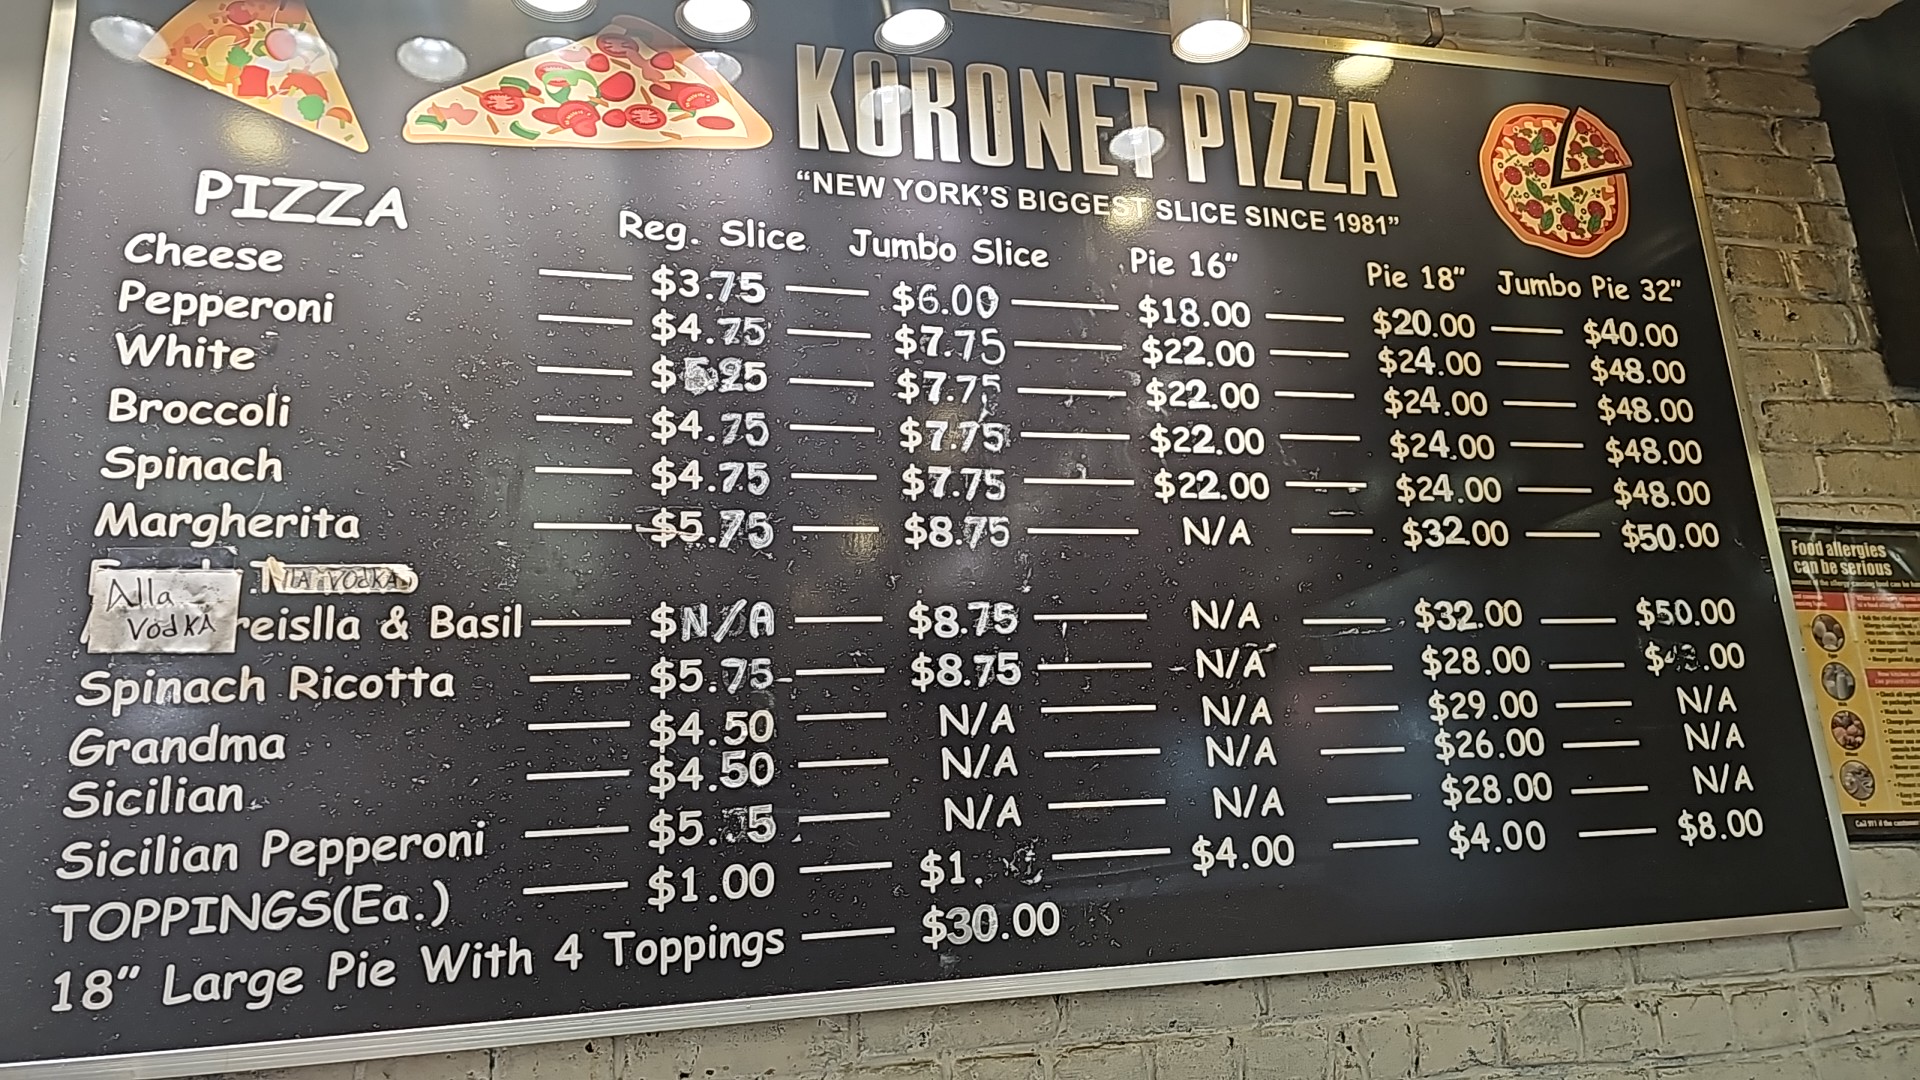 KORONET PIZZA
“NEW YORK’S BIGGEST SLICE SINCE 1981”
PIZZA Reg. Slice Jumbo Slice Pie 16” Pie 18” Jumbo Pie 32”
Cheese $3.75 $6.00 $18.00 $20.00 $40.00
Pepperoni $4.75 $7.75 $22.00 $24.00 $48.00
White $5.25 $7.75 $22.00 $24.00 $48.00
Broccoli $4.75 $7.75 $22.00 $24.00 $48.00
Spinach $4.75 $7.75 $22.00 $24.00 $48.00
Margherita $5.75 $8.75 N/A $32.00 $50.00
Alla VODKA
Alla VodKA
& Basil $N/A $8.75 N/A $32.00 $50.00
Spinach Ricotta $5.75 $8.75 N/A $28.00
Grandma $4.50 N/A N/A $29.00 N/A
Sicilian $4.50 N/A N/A $26.00 N/A
Sicilian Pepperoni N/A N/A $28.00 N/A
TOPPINGS(Ea.) $1.00 $4.00 $4.00 $8.00
18” Large Pie With 4 Toppings $30.00
Food allergies
can be serious